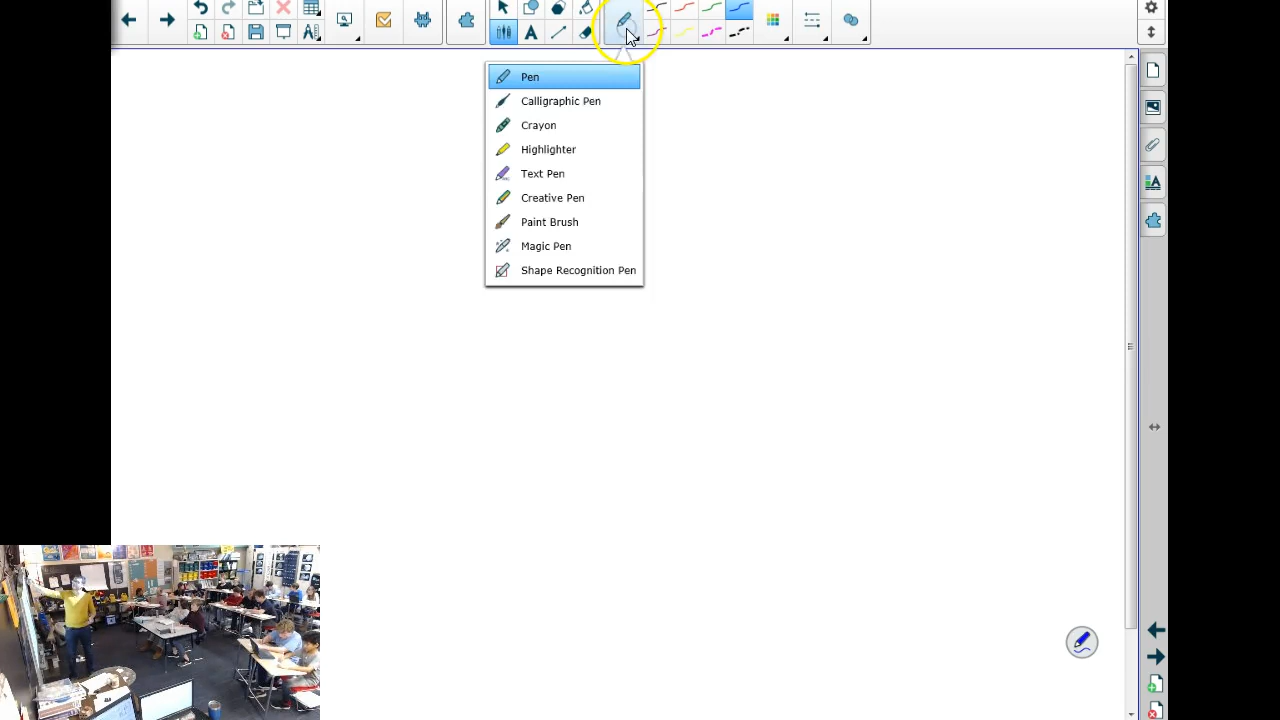 Pen
Calligraphic Pen
Crayon
Highlighter
Text Pen
Creative Pen
Paint Brush
Magic Pen
Shape Recognition Pen